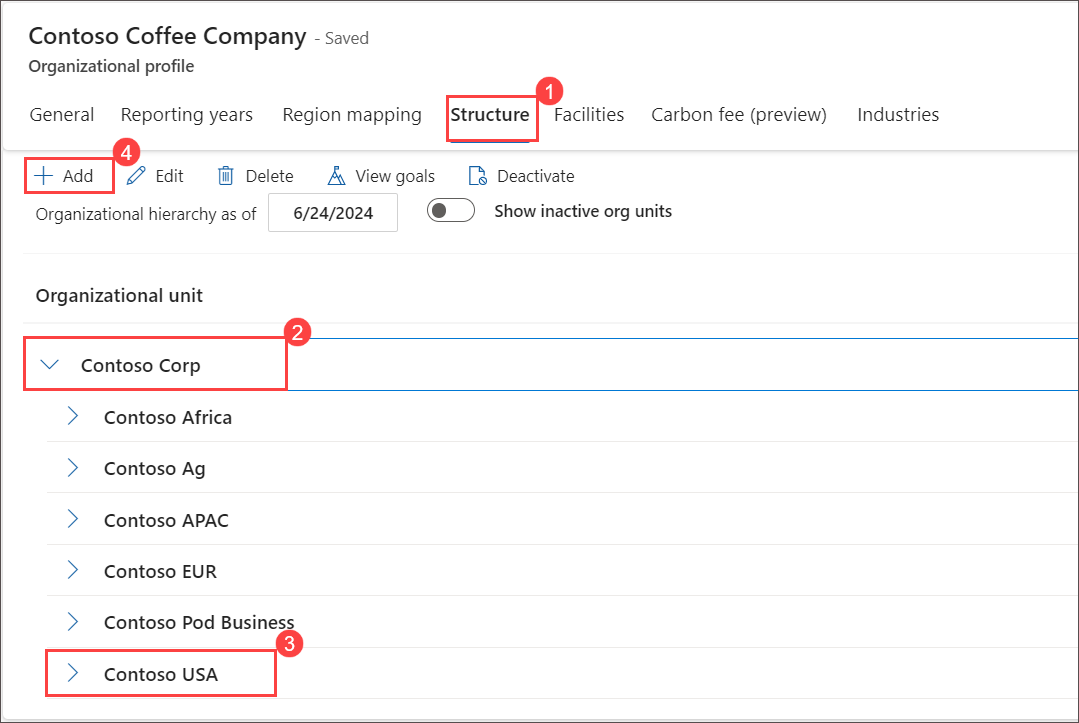 Contoso Coffee Company - Saved
Organizational profile
1
General Reporting years Region mapping Structure Facilities Carbon fee (preview) Industries
4
Add Edit Delete View goals Deactivate
Organizational hierarchy as of 6/24/2024 Show inactive org units
Organizational unit
2
Contoso Corp
Contoso Africa
Contoso Ag
Contoso APAC
Contoso EUR
Contoso Pod Business
3
Contoso USA